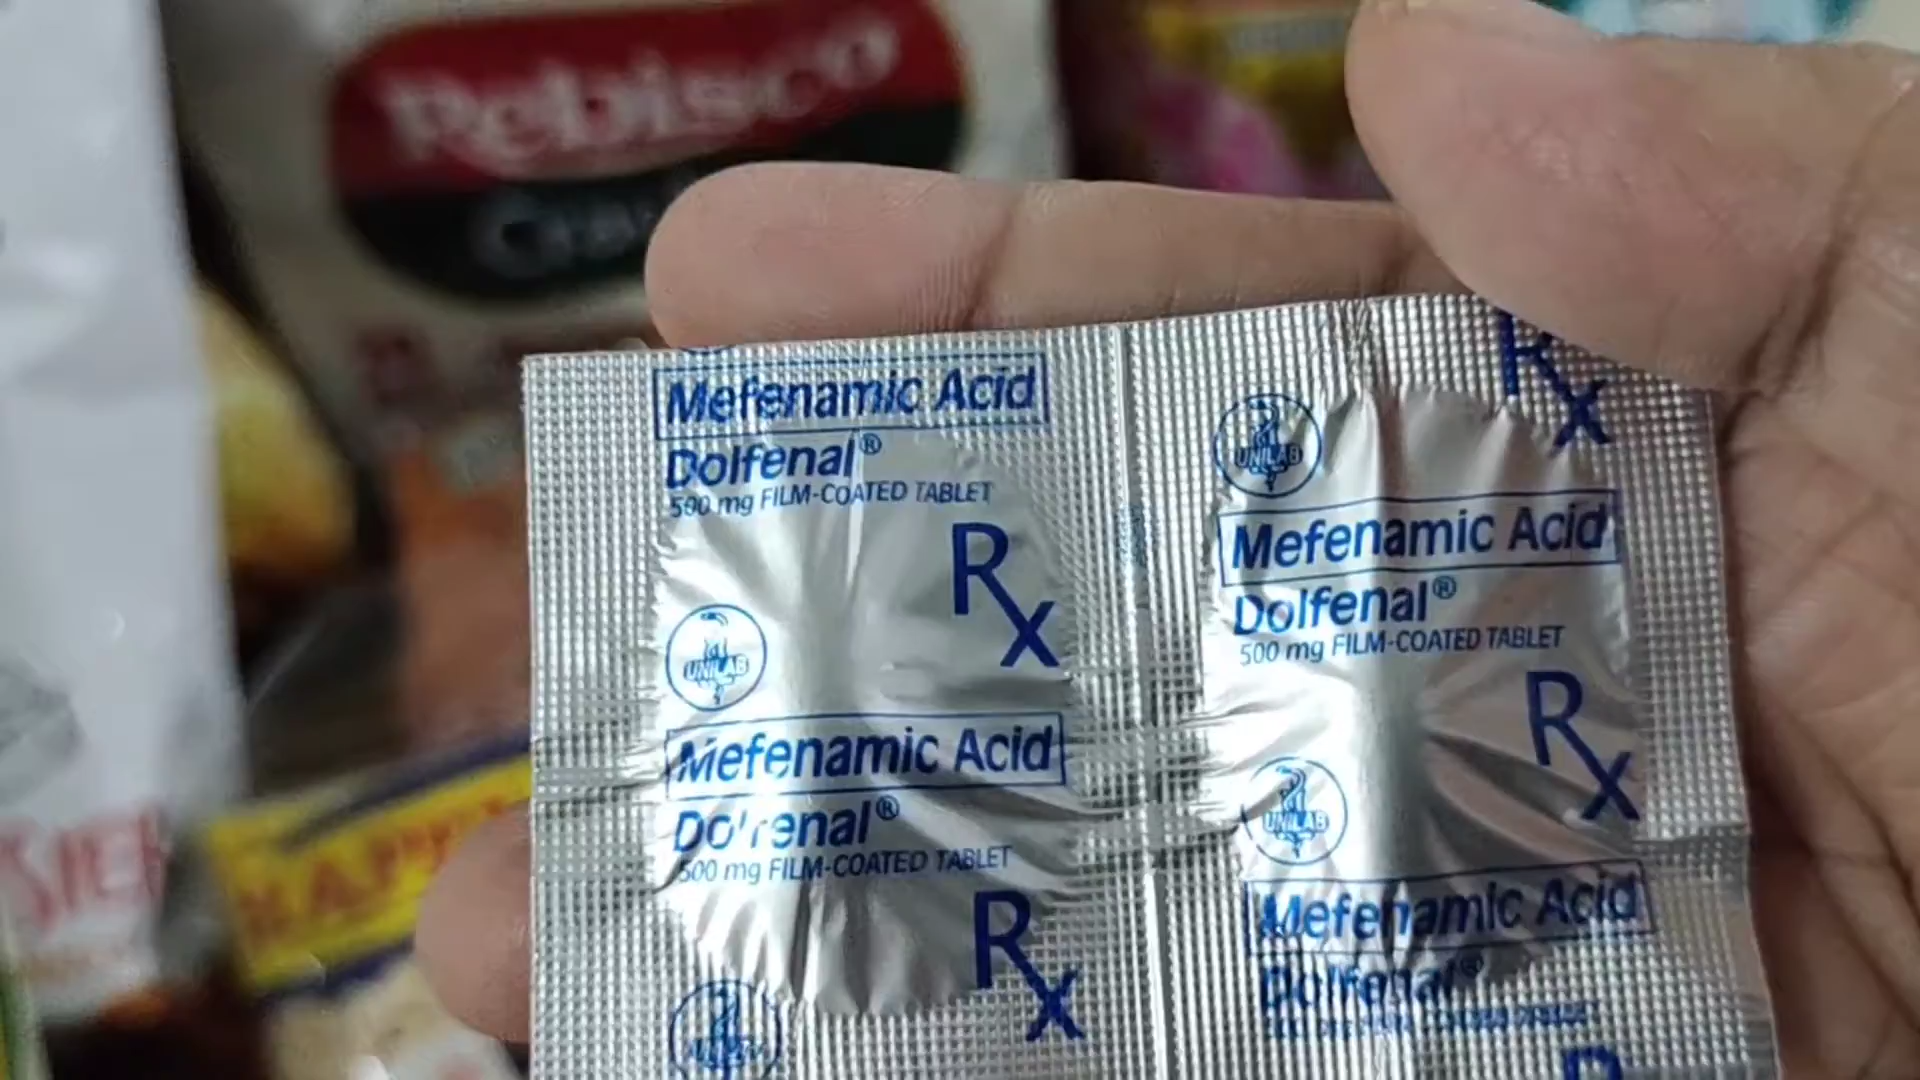 Rebisco
Mefenamic Acid
Dolfenal®
500 mg FILM-COATED TABLET
Rx
UNILAB
Mefenamic Acid
Dolfenal®
500 mg FILM-COATED TABLET
Rx
Rx
UNILAB
Mefenamic Acid
Dolfenal®
500 mg FILM-COATED TABLET
Rx
UNILAB
Mefenamic Acid
Dolfenal®